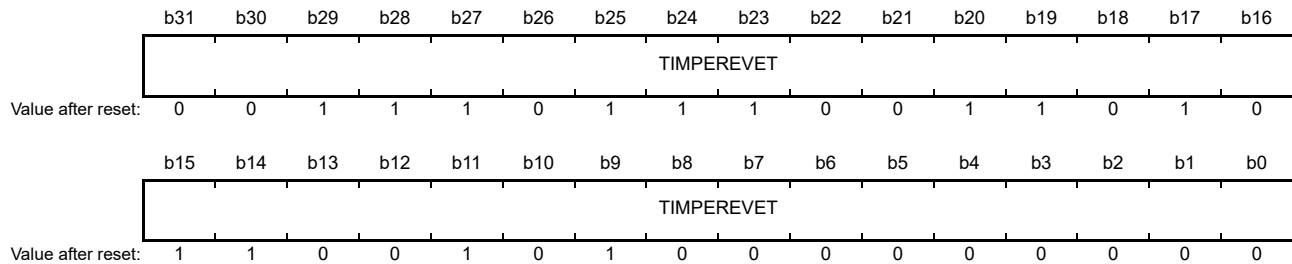 b31 b30 b29 b28 b27 b26 b25 b24 b23 b22 b21 b20 b19 b18 b17 b16
TIMPEREVET
Value after reset: 0 0 1 1 1 0 1 1 1 0 0 1 1 0 1 0
b15 b14 b13 b12 b11 b10 b9 b8 b7 b6 b5 b4 b3 b2 b1 b0
TIMPEREVET
Value after reset: 1 1 0 0 1 0 1 0 0 0 0 0 0 0 0 0